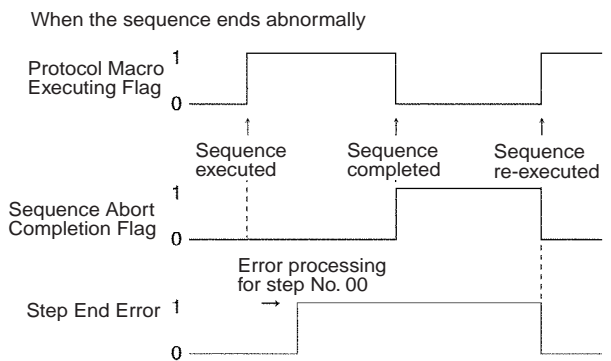 When the sequence ends abnormally
1
Protocol Macro
Executing Flag
0
Sequence executed
Sequence completed
Sequence re-executed
1
Sequence Abort
Completion Flag
0
Error processing
for step No. 00
→
Step End Error
1
0